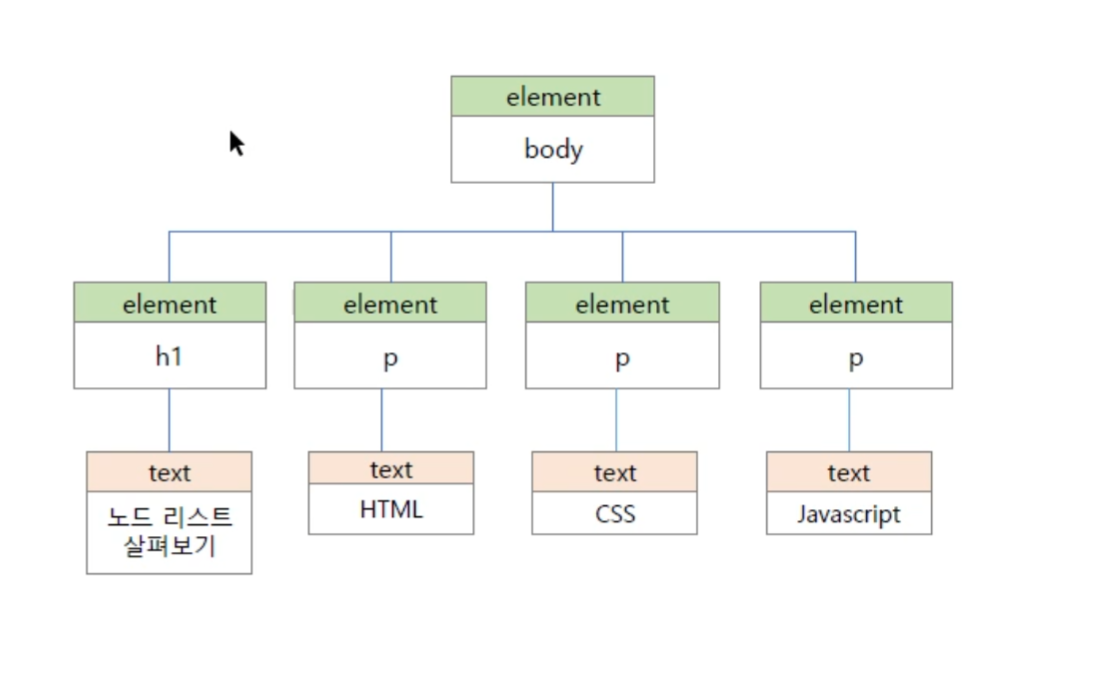 element
body
element
h1
element
p
element
p
element
p
text
노드 리스트
살펴보기
text
HTML
text
CSS
text
Javascript